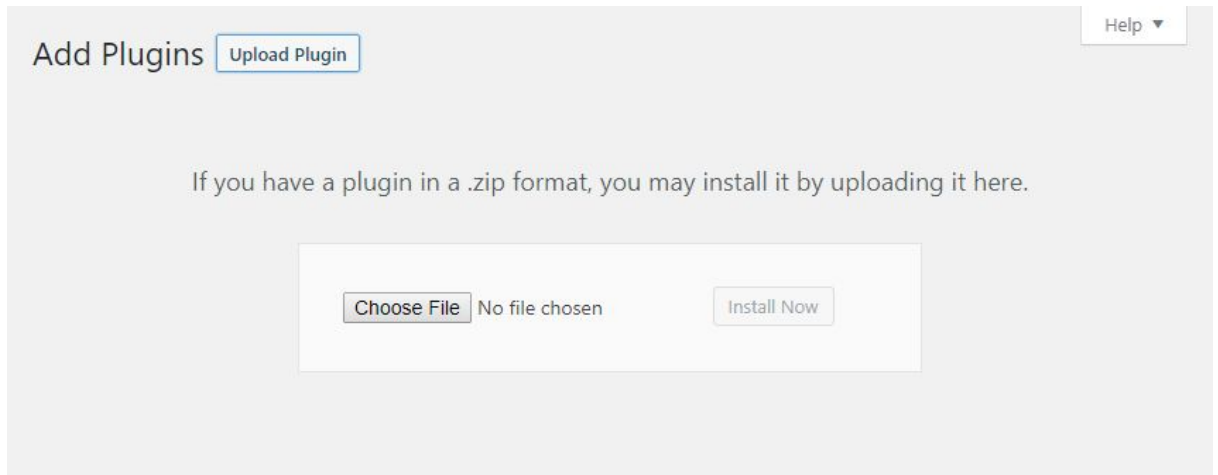 Help ▼
Add Plugins Upload Plugin
If you have a plugin in a .zip format, you may install it by uploading it here.
Choose File No file chosen Install Now